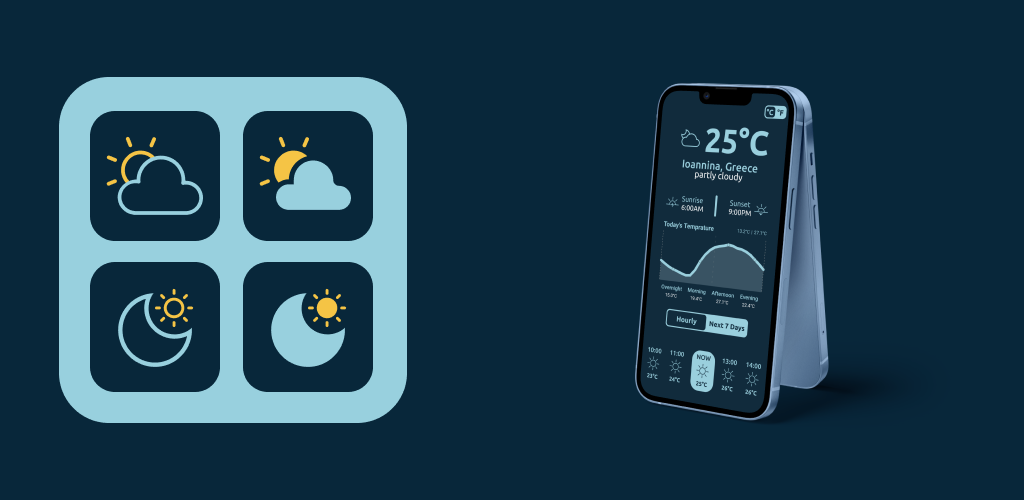 °C °F
25°C
Ioannina, Greece
partly cloudy
Sunrise
6:00AM
Sunset
9:00PM
Today's Temprature
13.2°C / 27.7°C
Overnight Morning Afternoon Evening
15.0°C 19.4°C 27.7°C 22.4°C
Hourly Next 7 Days
10:00 11:00 NOW 13:00 14:00
23°C 24°C 25°C 26°C 26°C